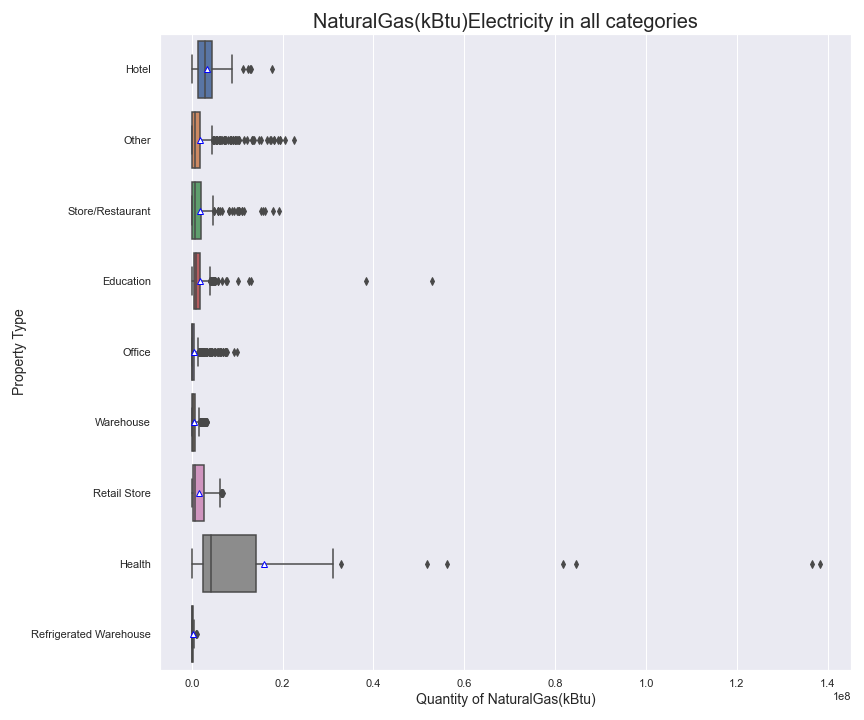 NaturalGas(kBtu)Electricity in all categories
Property Type
Hotel
Other
Store/Restaurant
Education
Office
Warehouse
Retail Store
Health
Refrigerated Warehouse
0.0 0.2 0.4 0.6 0.8 1.0 1.2 1.4
1e8
Quantity of NaturalGas(kBtu)